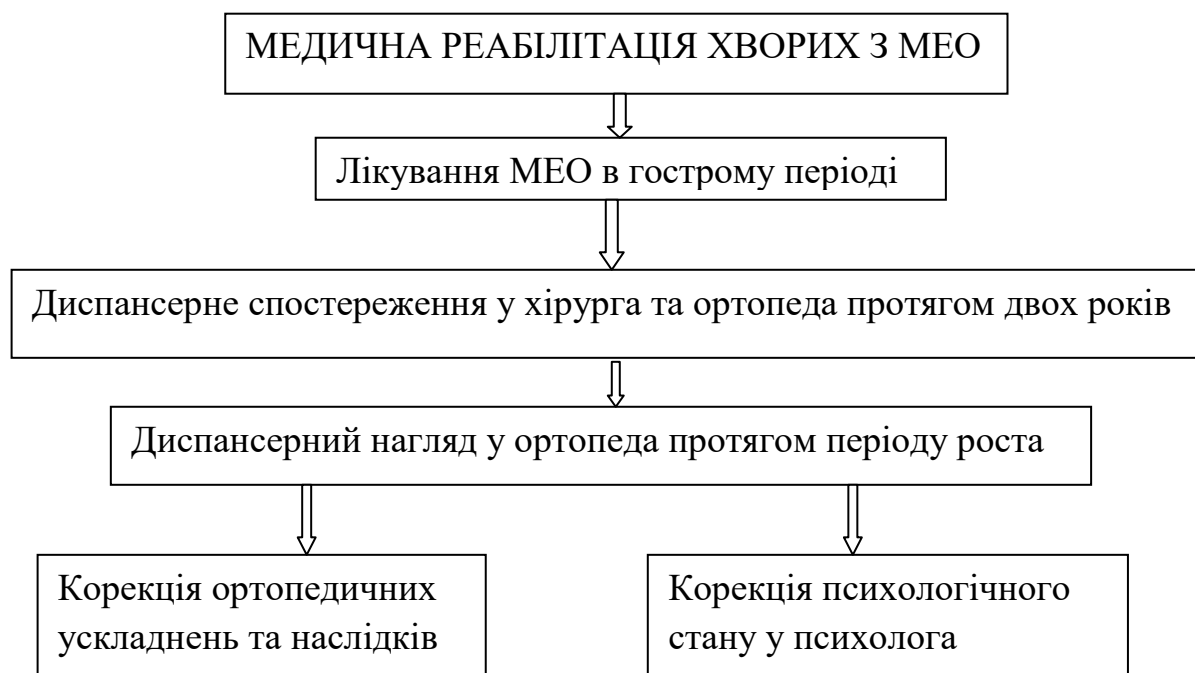 МЕДИЧНА РЕАБІЛІТАЦІЯ ХВОРИХ З МЕО
Лікування МЕО в гострому періоді
Диспансерне спостереження у хірурга та ортопеда протягом двох років
Диспансерний нагляд у ортопеда протягом періоду роста
Корекція ортопедичних
ускладнень та наслідків
Корекція психологічного
стану у психолога